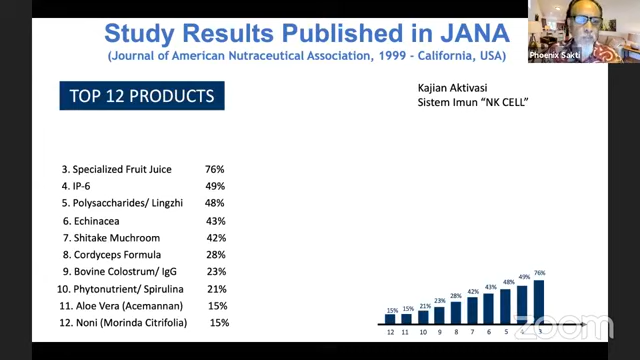 Study Results Published in JANA
(Journal of American Nutraceutical Association, 1999 - California, USA)
Phoenix Sakti
TOP 12 PRODUCTS
Kajian Aktivasi
Sistem Imun “NK CELL”
3. Specialized Fruit Juice 76%
4. IP-6 49%
5. Polysaccharides/ Lingzhi 48%
6. Echinacea 43%
7. Shitake Muchroom 42%
8. Cordyceps Formula 28%
9. Bovine Colostrum/ IgG 23%
10. Phytonutrient/ Spirulina 21%
11. Aloe Vera (Acemannan) 15%
12. Noni (Morinda Citrifolia) 15%
15% 15% 21% 23% 28% 42% 43% 48% 49% 76%
12 11 10 9 8 7 6 5 4 3
zoom